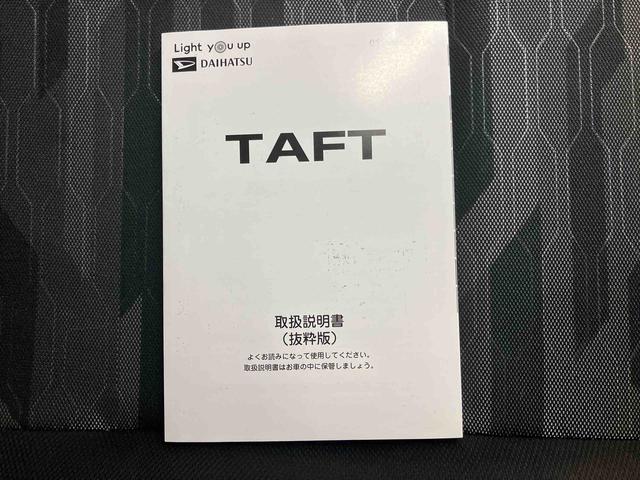 Light you up
DAIHATSU
TAFT
取扱説明書
（抜粋版）
よくお読みになって使用してください。
取扱説明書はお車の中に保管しましょう。